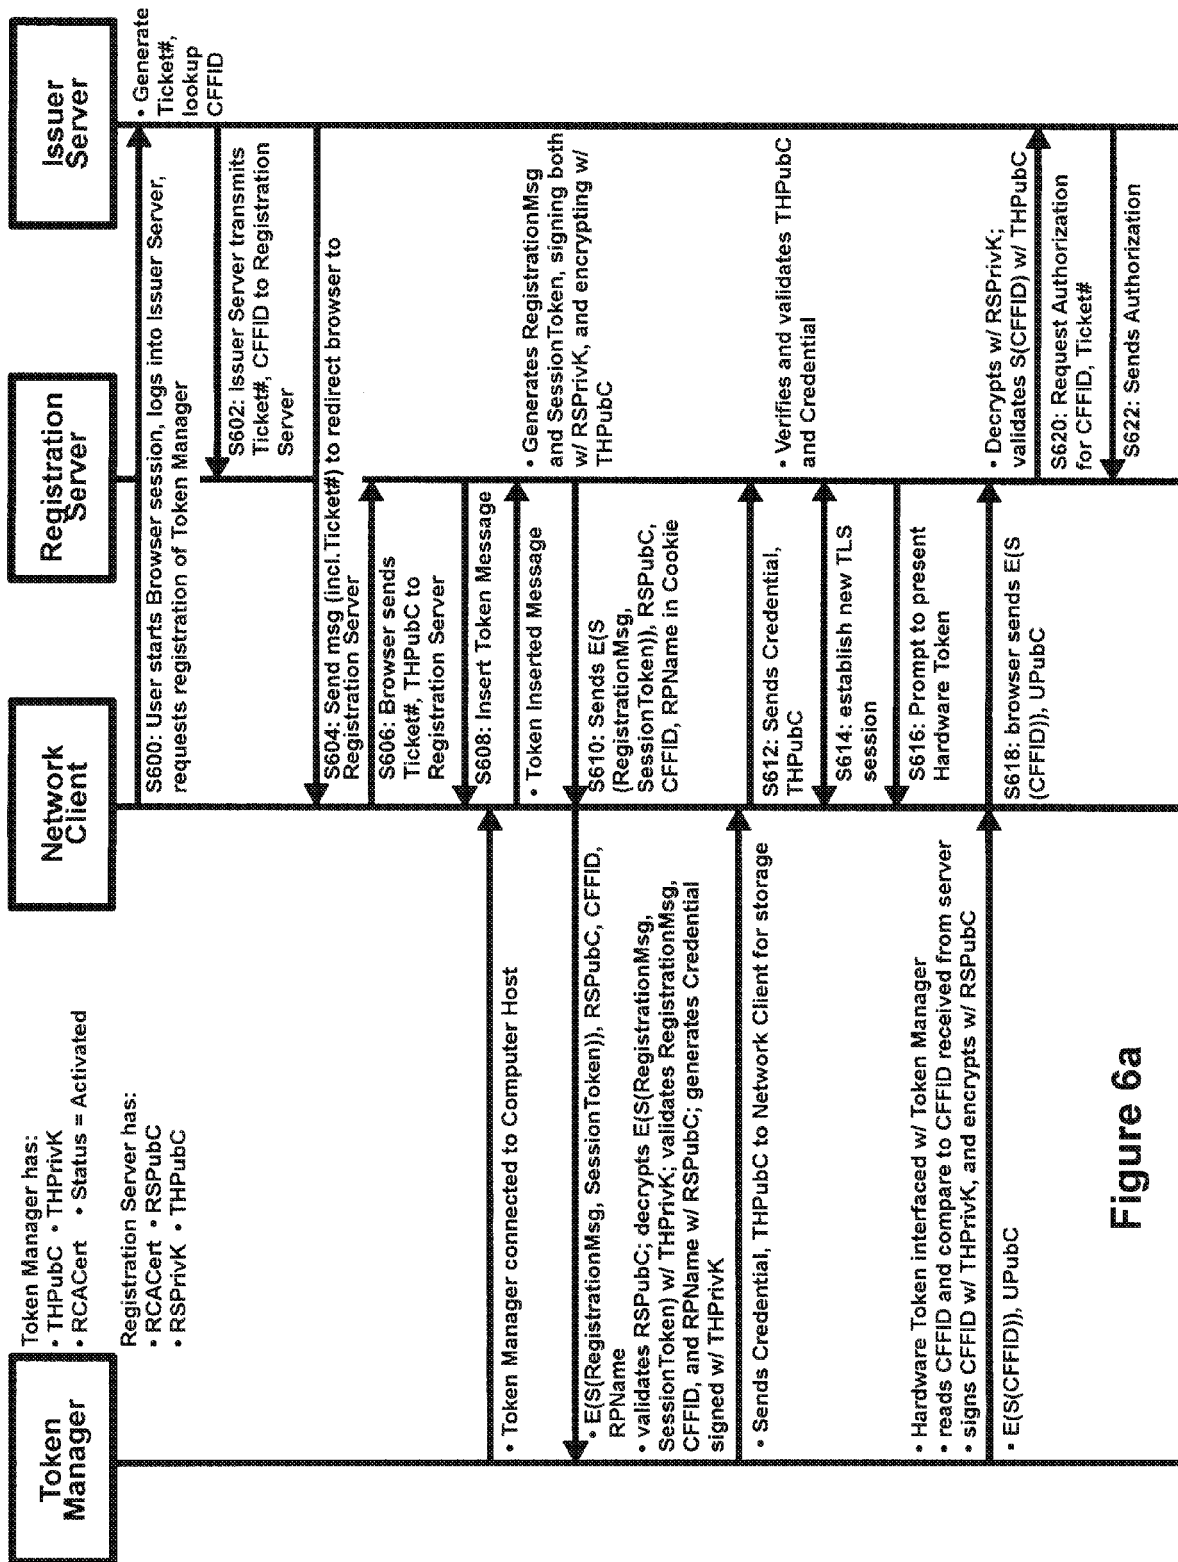 Token
Manager
Network
Client
Registration
Server
Issuer
Server
Token Manager has:
• THPubC • THPrivK
• RCACert • Status = Activated
Registration Server has:
• RCACert • RSPubC
• RSPrivK • THPubC
• Generate
Ticket#,
lookup
CFFID
S600: User starts Browser session, logs into Issuer Server,
requests registration of Token Manager
S602: Issuer Server transmits
Ticket#, CFFID to Registration
Server
S604: Send msg (incl.Ticket#) to redirect browser to
Registration Server
S606: Browser sends
Ticket#, THPubC to
Registration Server
S608: Insert Token Message
• Token Manager connected to Computer Host
• Token Inserted Message
• Generates RegistrationMsg
and SessionToken, signing both
w/ RSPrivK, and encrypting w/
THPubC
S610: Sends E(S
(RegistrationMsg,
SessionToken)), RSPubC,
CFFID, RPName in Cookie
• E(S(RegistrationMsg, SessionToken)), RSPubC, CFFID,
RPName
• validates RSPubC; decrypts E(S(RegistrationMsg,
SessionToken) w/ THPrivK; validates RegistrationMsg,
CFFID, and RPName w/ RSPubC; generates Credential
signed w/ THPrivK
• Sends Credential, THPubC to Network Client for storage
S612: Sends Credential,
THPubC
• Verifies and validates THPubC
and Credential
S614: establish new TLS
session
S616: Prompt to present
Hardware Token
• Hardware Token interfaced w/ Token Manager
• reads CFFID and compare to CFFID received from server
• signs CFFID w/ THPrivK, and encrypts w/ RSPubC
• E(S(CFFID)), UPubC
S618: browser sends E(S
(CFFID)), UPubC
• Decrypts w/ RSPrivK;
validates S(CFFID) w/ THPubC
S620: Request Authorization
for CFFID, Ticket#
S622: Sends Authorization
Figure 6a